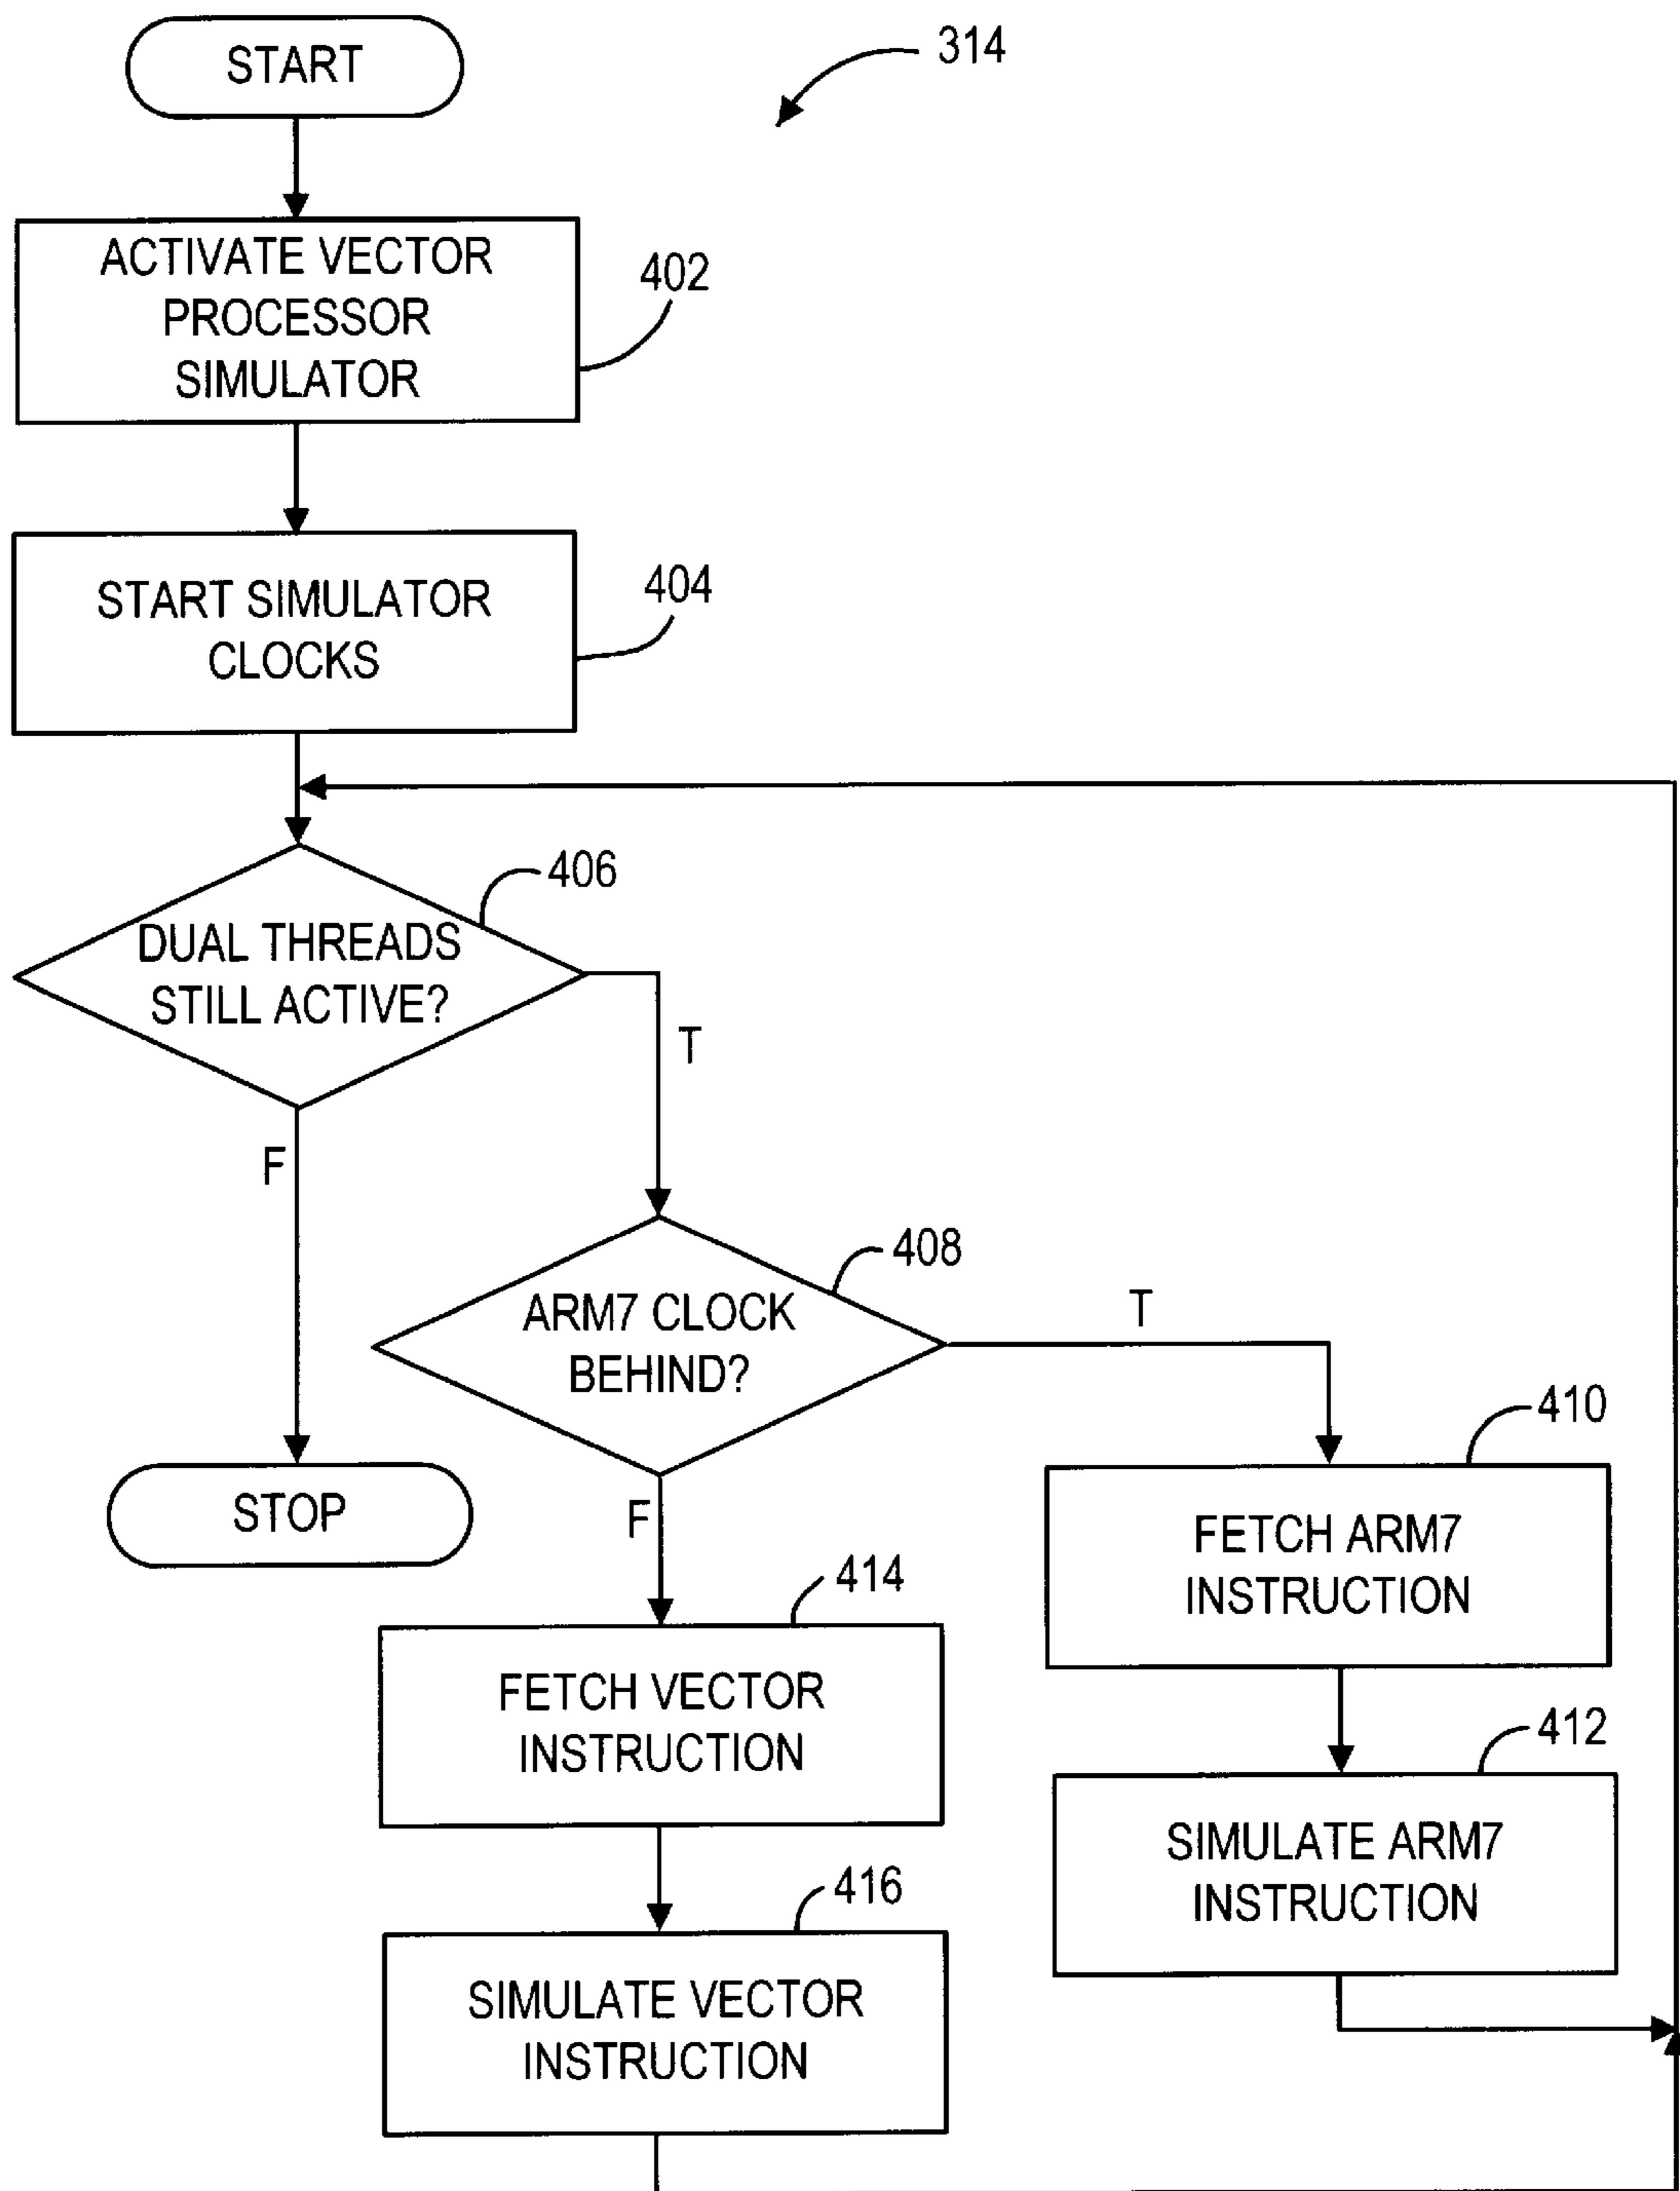 START
314
ACTIVATE VECTOR
PROCESSOR
SIMULATOR
402
START SIMULATOR
CLOCKS
404
406
DUAL THREADS
STILL ACTIVE?
T
F
408
ARM7 CLOCK
BEHIND?
T
F
STOP
410
FETCH ARM7
INSTRUCTION
414
FETCH VECTOR
INSTRUCTION
412
SIMULATE ARM7
INSTRUCTION
416
SIMULATE VECTOR
INSTRUCTION